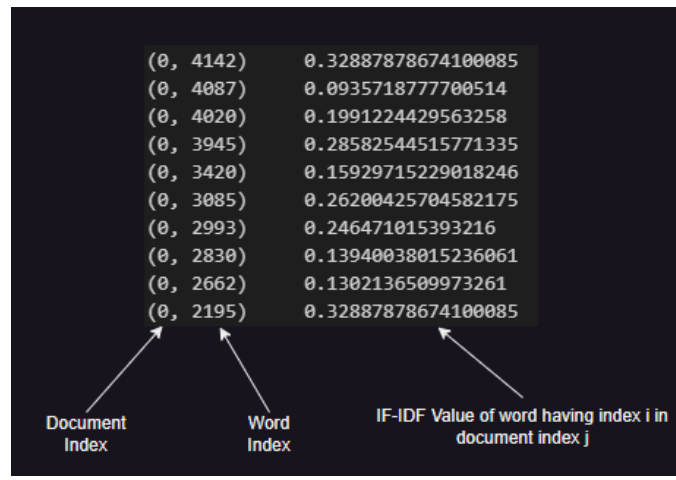 (0, 4142) 0.32887878674100085
(0, 4087) 0.0935718777700514
(0, 4020) 0.1991224429563258
(0, 3945) 0.28582544515771335
(0, 3420) 0.15929715229018246
(0, 3085) 0.26200425704582175
(0, 2993) 0.246471015393216
(0, 2830) 0.13940038015236061
(0, 2662) 0.1302136509973261
(0, 2195) 0.32887878674100085
Document
Index
Word
Index
IF-IDF Value of word having index i in
document index j